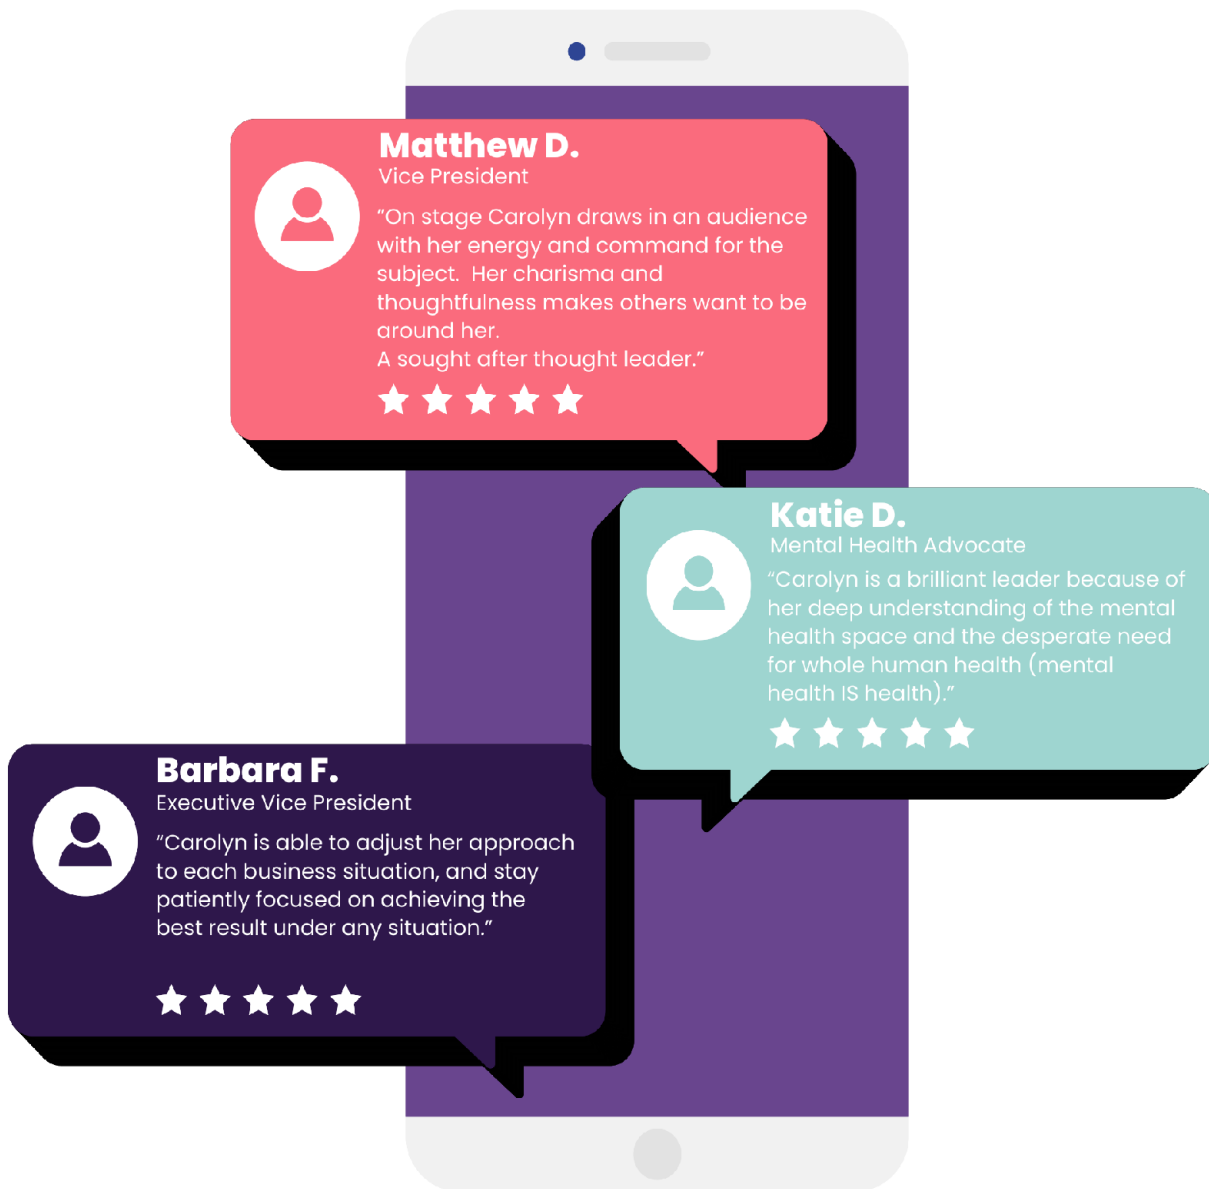 Matthew D.
Vice President
“On stage Carolyn draws in an audience
with her energy and command for the
subject.  Her charisma and
thoughtfulness makes others want to be
around her.
A sought after thought leader.”
Katie D.
Mental Health Advocate
“Carolyn is a brilliant leader because of
her deep understanding of the mental
health space and the desperate need
for whole human health (mental
health IS health).”
Barbara F.
Executive Vice President
“Carolyn is able to adjust her approach
to each business situation, and stay
patiently focused on achieving the
best result under any situation.”